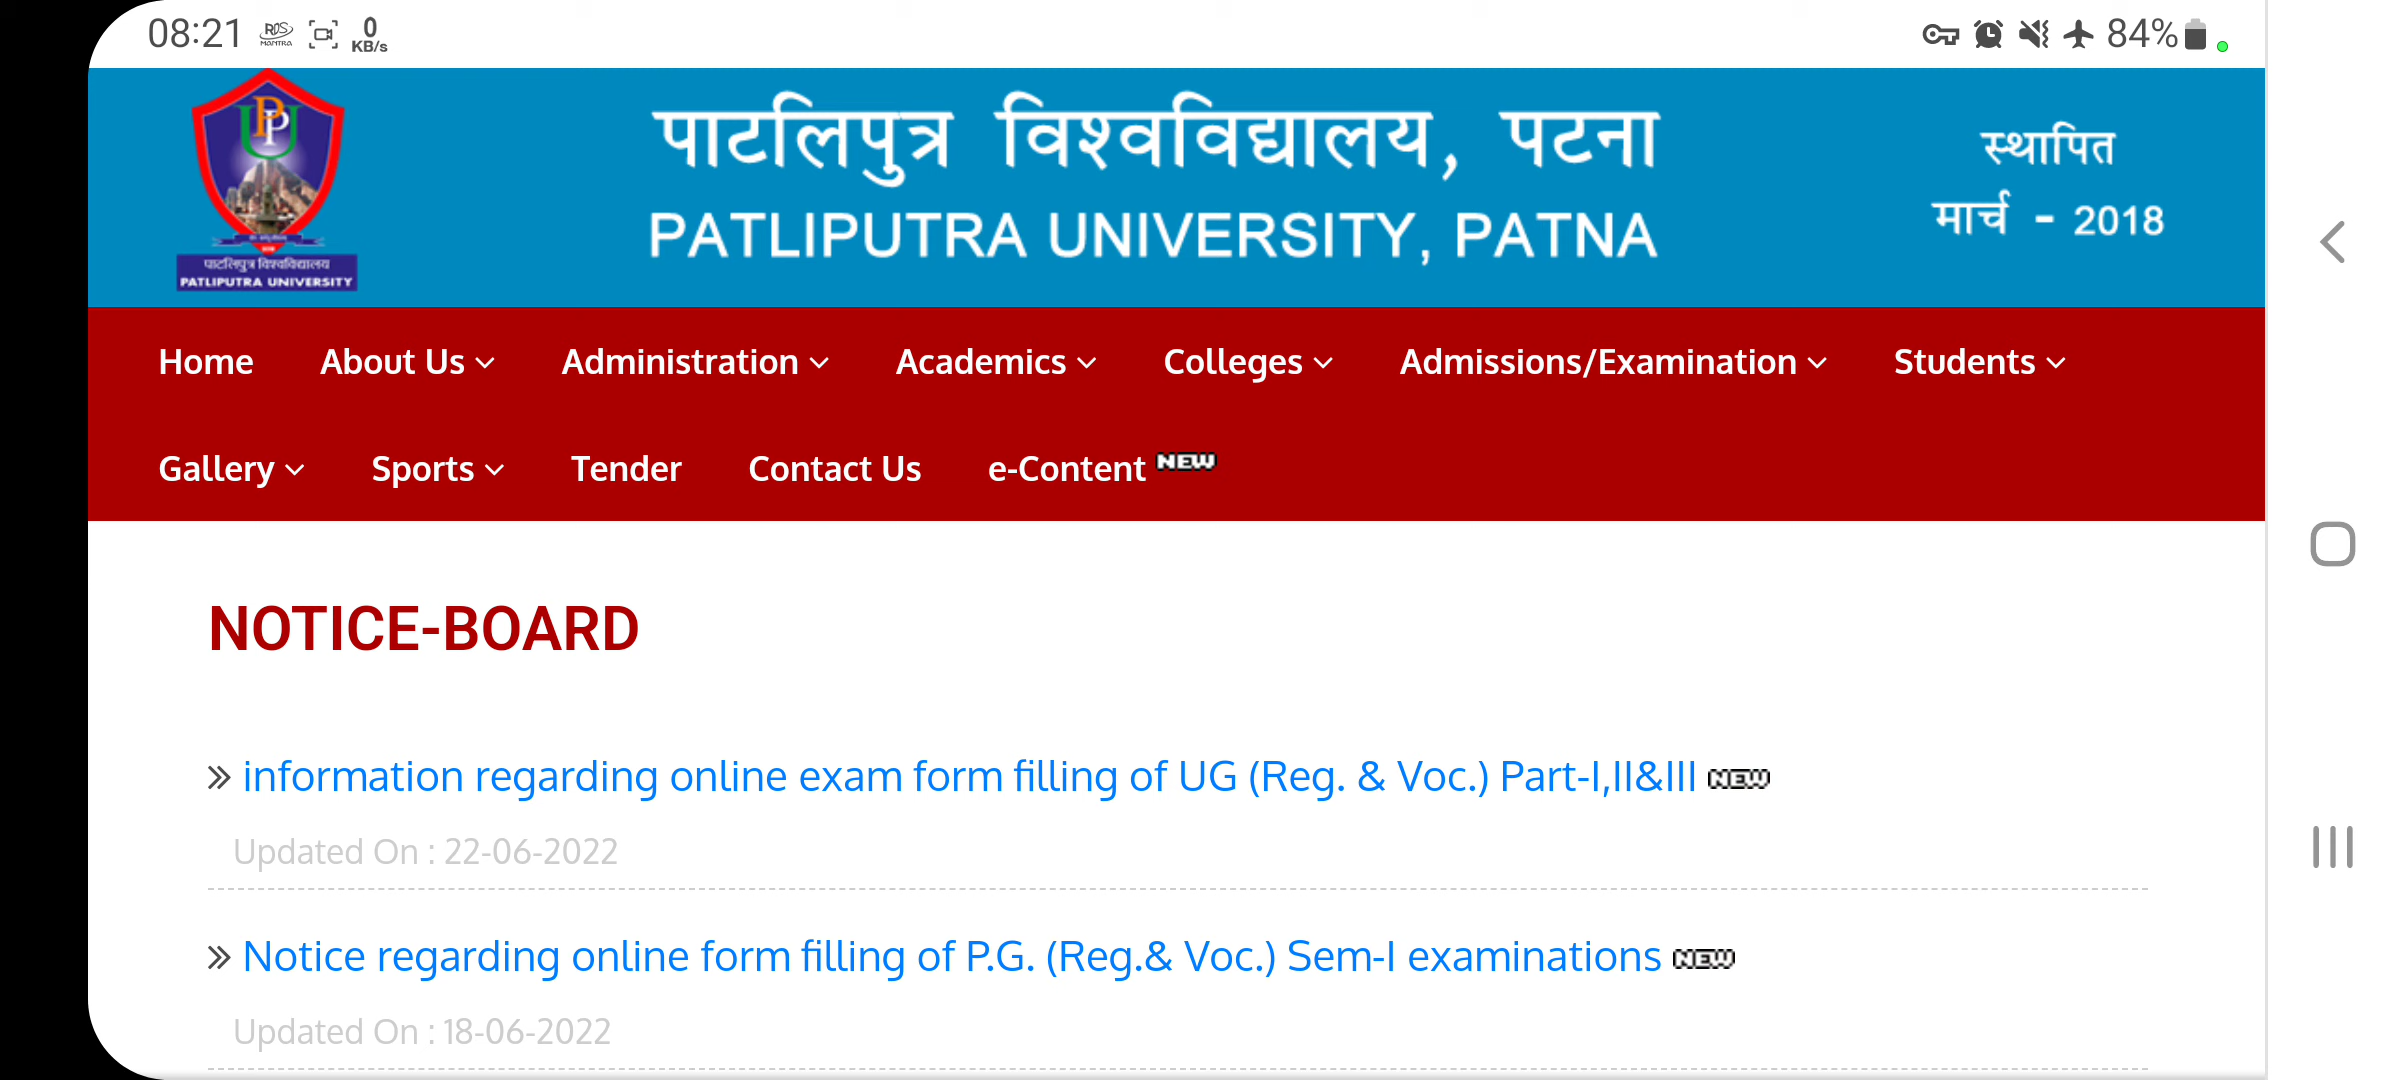 08:21 RDS MANTRA 0 KB/s 84%
पाटलिपुत्र विश्वविद्यालय, पटना
PATLIPUTRA UNIVERSITY, PATNA
स्थापित
मार्च - 2018
PPU
पाटलिपुत्र विश्वविद्यालय
PATLIPUTRA UNIVERSITY
Home About Us Administration Academics Colleges Admissions/Examination Students
Gallery Sports Tender Contact Us e-Content NEW
NOTICE-BOARD
» information regarding online exam form filling of UG (Reg. & Voc.) Part-I,II&III NEW
Updated On : 22-06-2022
» Notice regarding online form filling of P.G. (Reg.& Voc.) Sem-I examinations NEW
Updated On : 18-06-2022